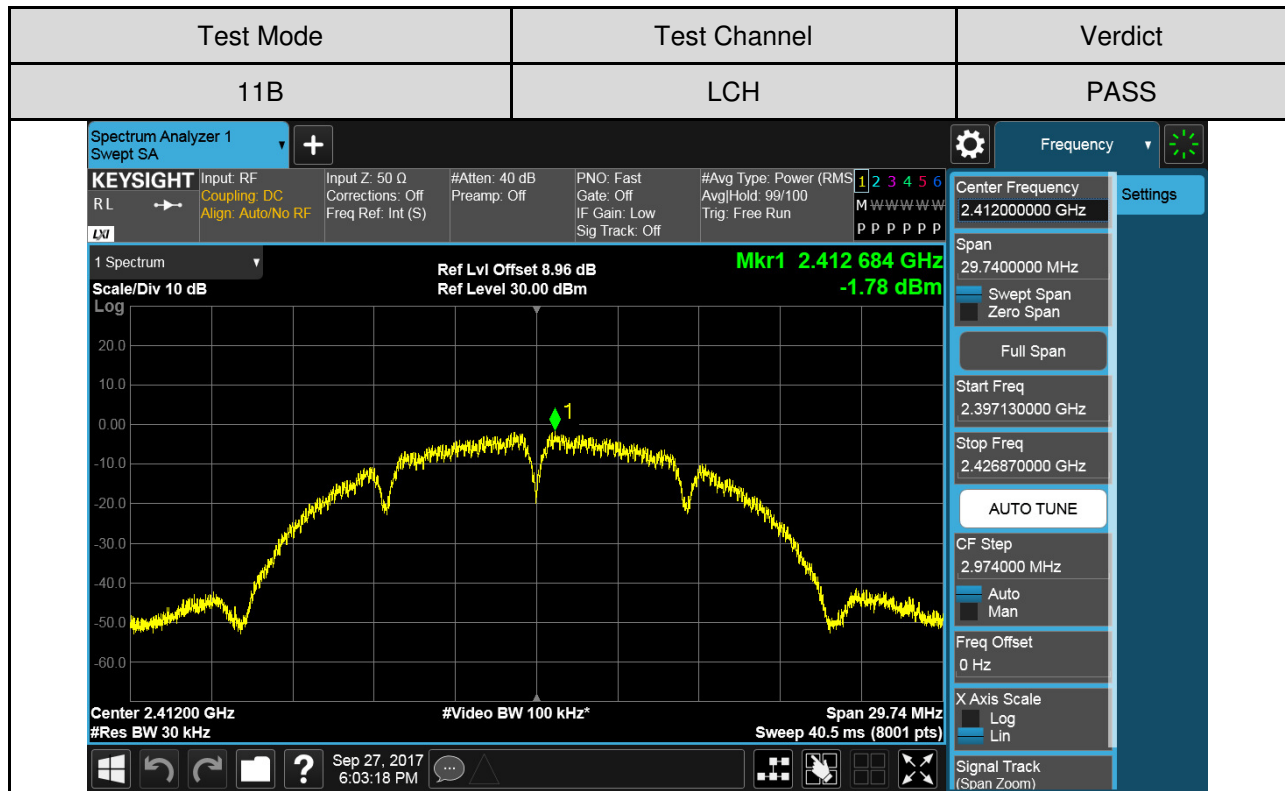 Test Mode Test Channel Verdict
11B LCH PASS
Spectrum Analyzer 1
Swept SA
+
Frequency
KEYSIGHT
RL
LXI
Input: RF
Coupling: DC
Align: Auto/No RF
Input Z: 50 Ω
Corrections: Off
Freq Ref: Int (S)
#Atten: 40 dB
Preamp: Off
PNO: Fast
Gate: Off
IF Gain: Low
Sig Track: Off
#Avg Type: Power (RMS
Avg|Hold: 99/100
Trig: Free Run
1 2 3 4 5 6
M W W W W W
P P P P P P
1 Spectrum
Scale/Div 10 dB
Log
Ref Lvl Offset 8.96 dB
Ref Level 30.00 dBm
Mkr1 2.412 684 GHz
-1.78 dBm
20.0
10.0
0.00
-10.0
-20.0
-30.0
-40.0
-50.0
-60.0
1
Center 2.41200 GHz
#Res BW 30 kHz
#Video BW 100 kHz*
Span 29.74 MHz
Sweep 40.5 ms (8001 pts)
Center Frequency
2.412000000 GHz
Settings
Span
29.7400000 MHz
Swept Span
Zero Span
Full Span
Start Freq
2.397130000 GHz
Stop Freq
2.426870000 GHz
AUTO TUNE
CF Step
2.974000 MHz
Auto
Man
Freq Offset
0 Hz
X Axis Scale
Log
Lin
Signal Track
(Span Zoom)
?
Sep 27, 2017
6:03:18 PM